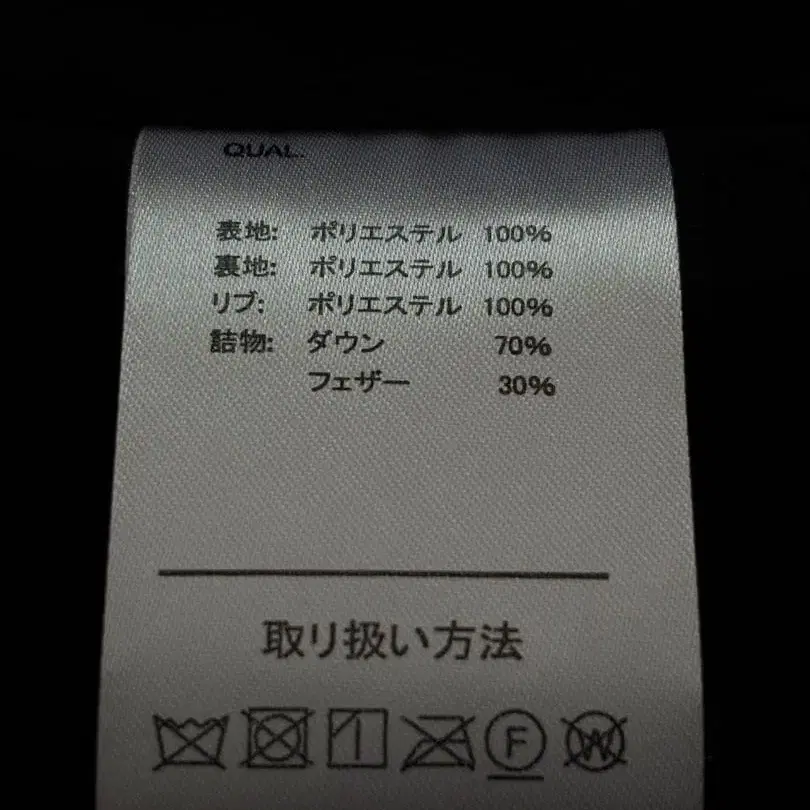 QUAL.
表地: ポリエステル 100%
裏地: ポリエステル 100%
リブ: ポリエステル 100%
詰物: ダウン 70%
フェザー 30%
取り扱い方法
F W